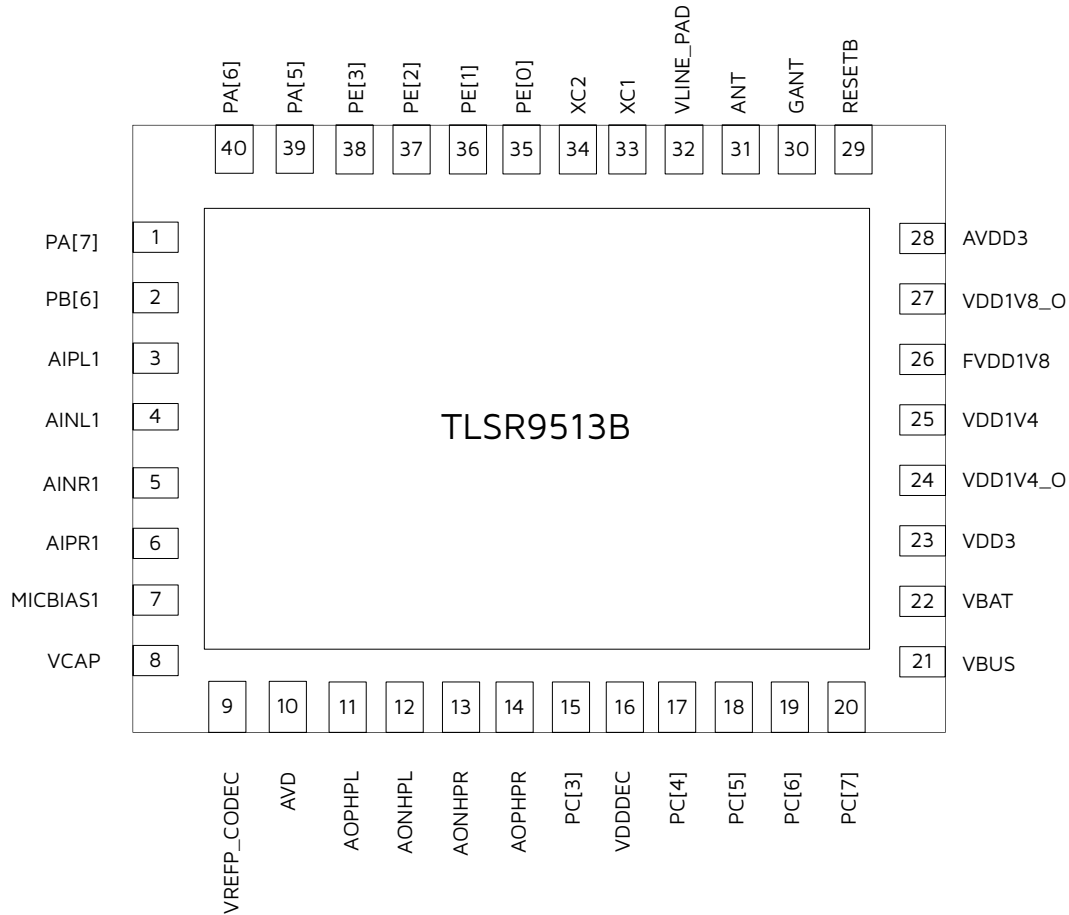 PA[6] PA[5] PE[3] PE[2] PE[1] PE[0] XC2 XC1 VLINE_PAD ANT GANT RESETB
40 39 38 37 36 35 34 33 32 31 30 29
PA[7] 1 28 AVDD3
PB[6] 2 27 VDD1V8_O
AIPL1 3 26 FVDD1V8
AINL1 4 25 VDD1V4
TLSR9513B
AINR1 5 24 VDD1V4_O
AIPR1 6 23 VDD3
MICBIAS1 7 22 VBAT
VCAP 8 21 VBUS
9 10 11 12 13 14 15 16 17 18 19 20
VREFP_CODEC AVD AOPHPL AONHPL AONHPR AOPHPR PC[3] VDDDEC PC[4] PC[5] PC[6] PC[7]